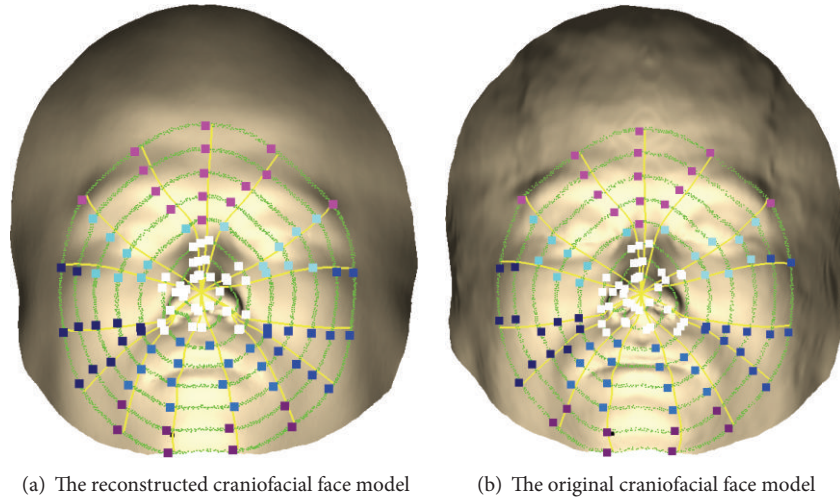 (a) The reconstructed craniofacial face model
(b) The original craniofacial face model